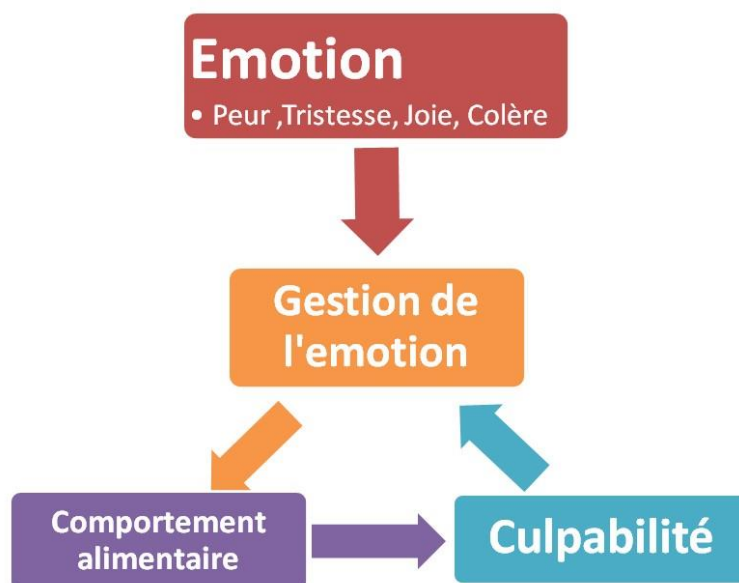 Emotion
• Peur ,Tristesse, Joie, Colère
Gestion de
l'emotion
Comportement
alimentaire
Culpabilité